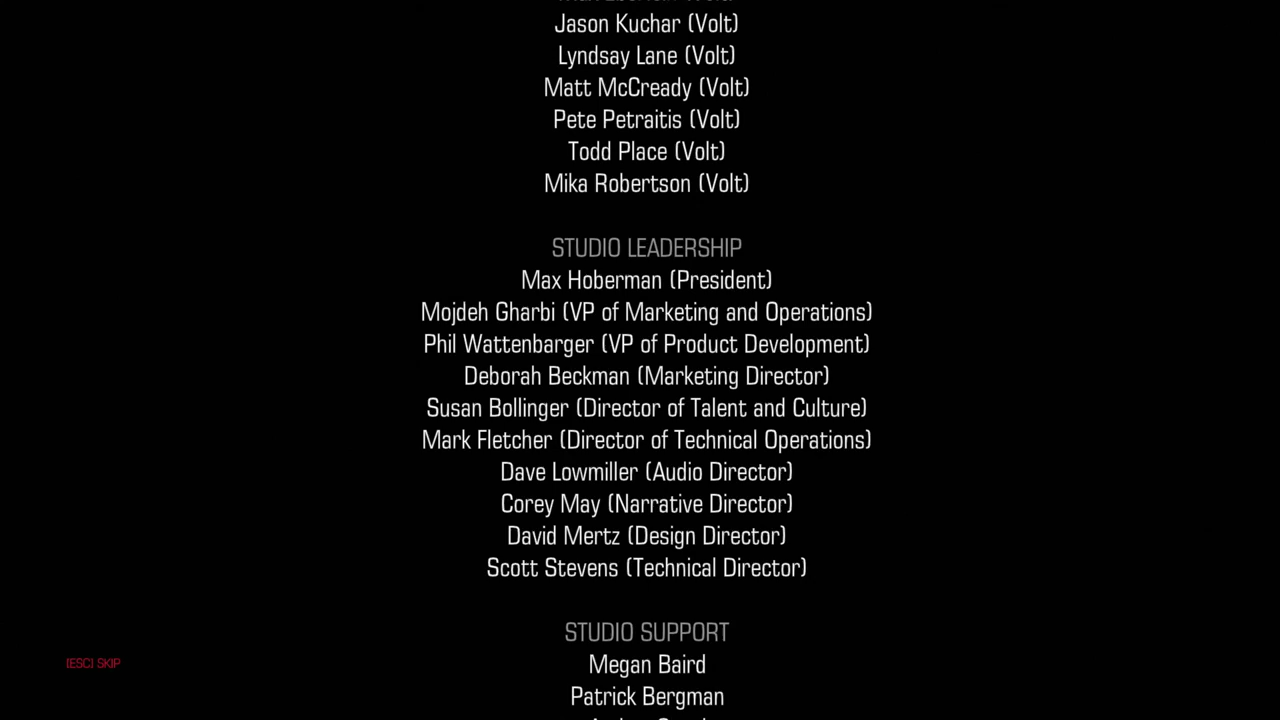 Jason Kuchar (Volt)
Lyndsay Lane (Volt)
Matt McCready (Volt)
Pete Petraitis (Volt)
Todd Place (Volt)
Mika Robertson (Volt)
STUDIO LEADERSHIP
Max Hoberman (President)
Mojdeh Gharbi (VP of Marketing and Operations)
Phil Wattenbarger (VP of Product Development)
Deborah Beckman (Marketing Director)
Susan Bollinger (Director of Talent and Culture)
Mark Fletcher (Director of Technical Operations)
Dave Lowmiller (Audio Director)
Corey May (Narrative Director)
David Mertz (Design Director)
Scott Stevens (Technical Director)
STUDIO SUPPORT
Megan Baird
[ESC] SKIP
Patrick Bergman